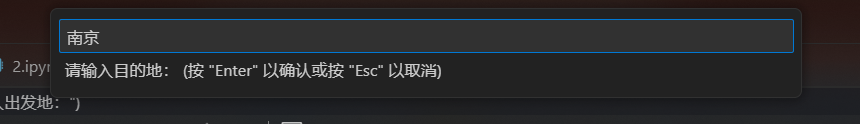 南京
请输入目的地： (按 "Enter" 以确认或按 "Esc" 以取消)
2.ipyn
出发地：")